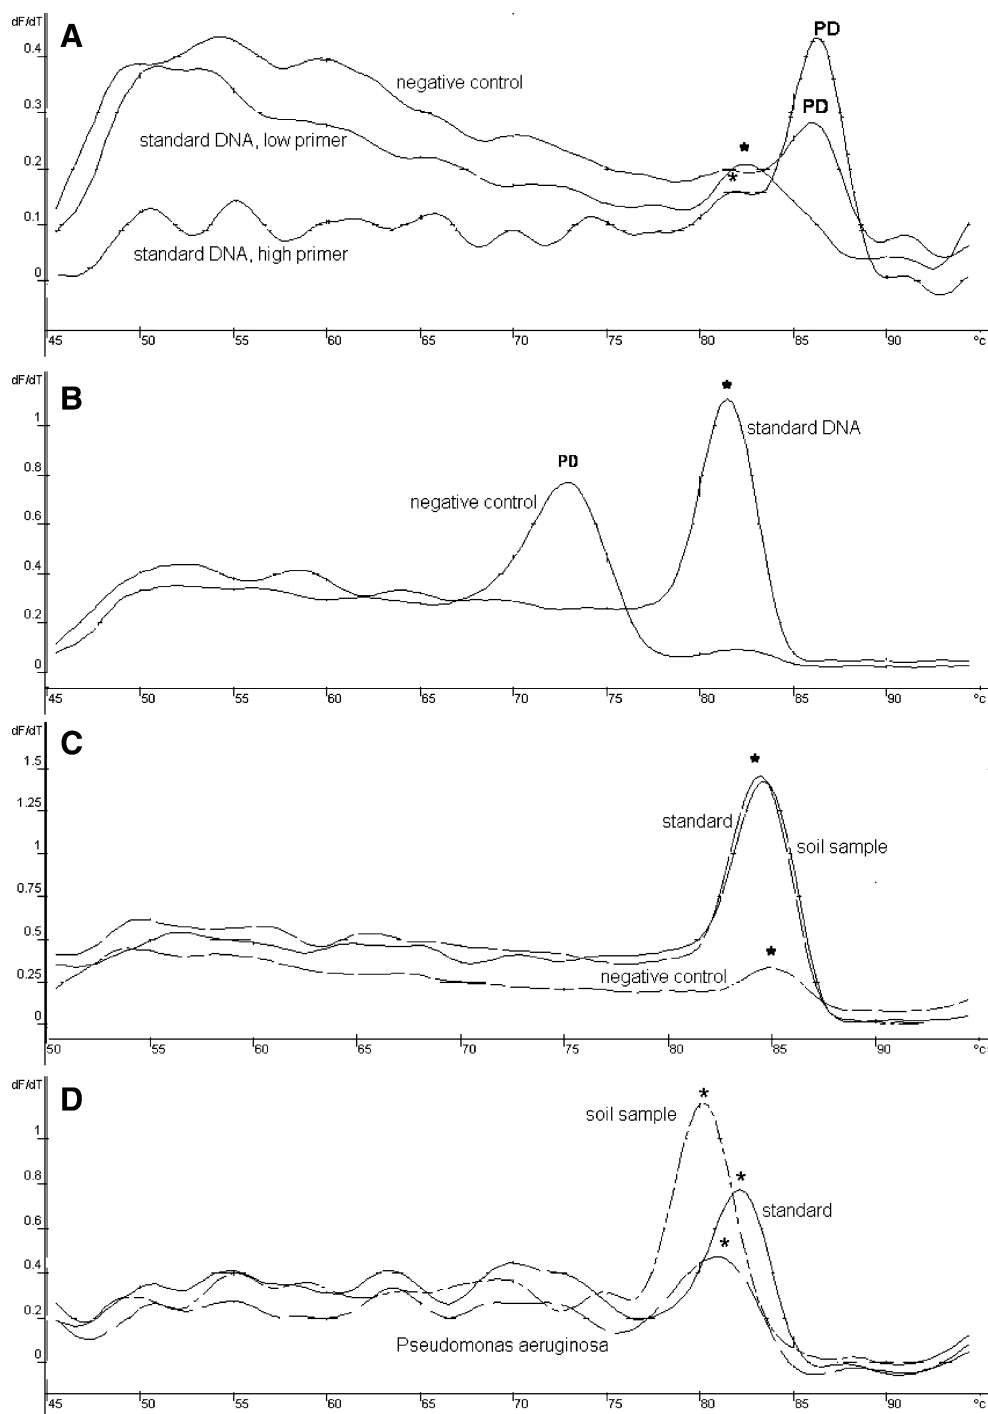 dF/dT
A
PD
0.4
negative control
0.3
PD
standard DNA, low primer
*
0.2
*
0.1
standard DNA, high primer
0
45 50 55 60 65 70 75 80 85 90 °c
dF/dT
B
*
1
standard DNA
0.8
PD
negative control
0.6
0.4
0.2
0
45 50 55 60 65 70 75 80 85 90 °c
dF/dT
C
*
1.5
1.25
standard
soil sample
1
0.75
0.5
*
negative control
0.25
0
50 55 60 65 70 75 80 85 90 °c
dF/dT
D
*
soil sample
1
*
0.8
standard
0.6
*
0.4
0.2
Pseudomonas aeruginosa
0
45 50 55 60 65 70 75 80 85 90 °c